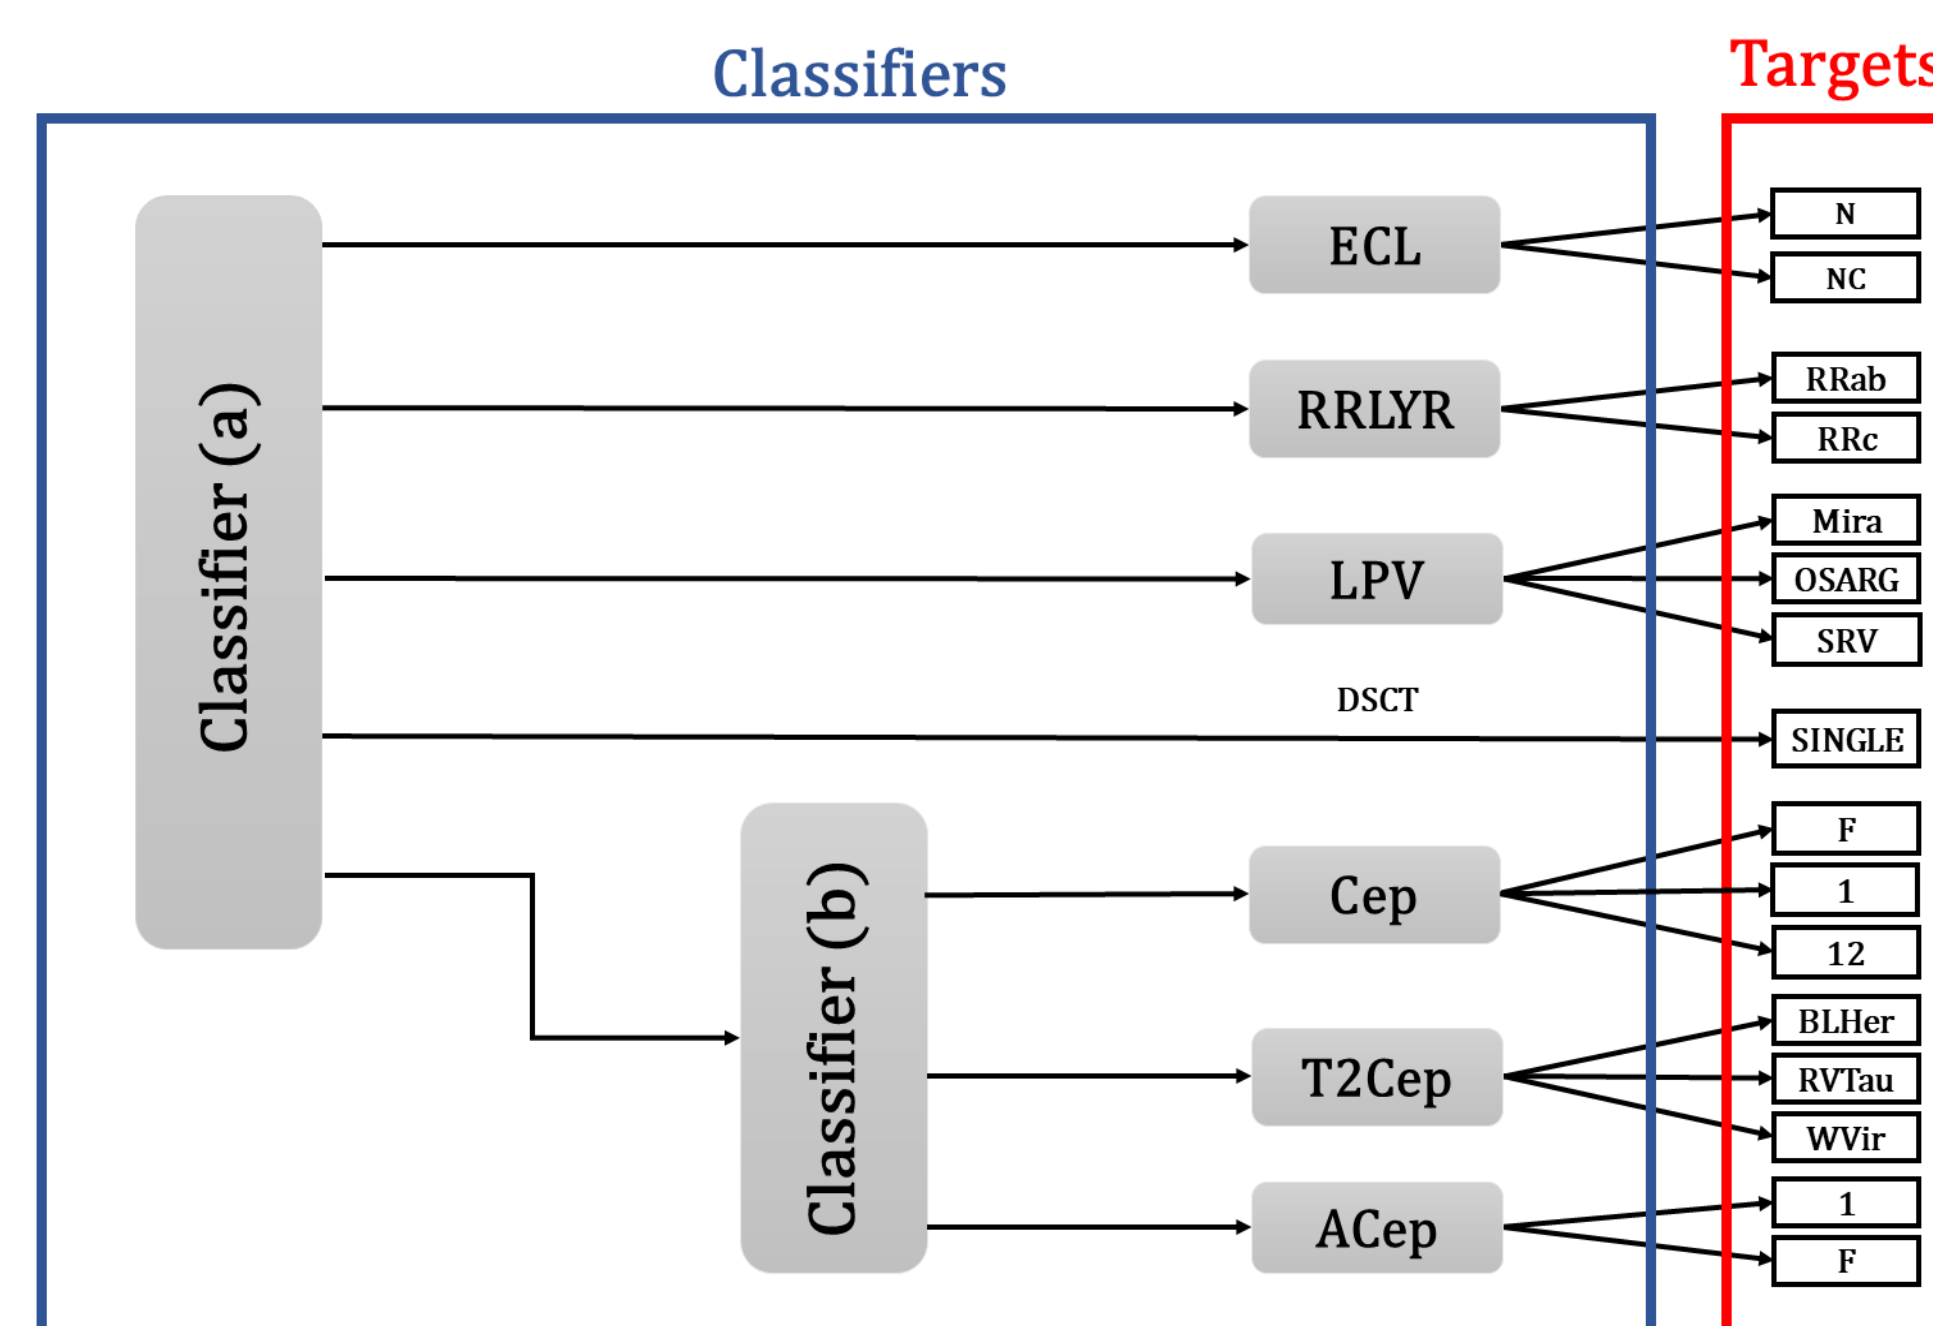 Classifiers
Targets
Classifier (a)
ECL
N
NC
RRLYR
RRab
RRc
LPV
Mira
OSARG
SRV
DSCT
SINGLE
Classifier (b)
Cep
F
1
12
T2Cep
BLHer
RVTau
WVir
ACep
1
F